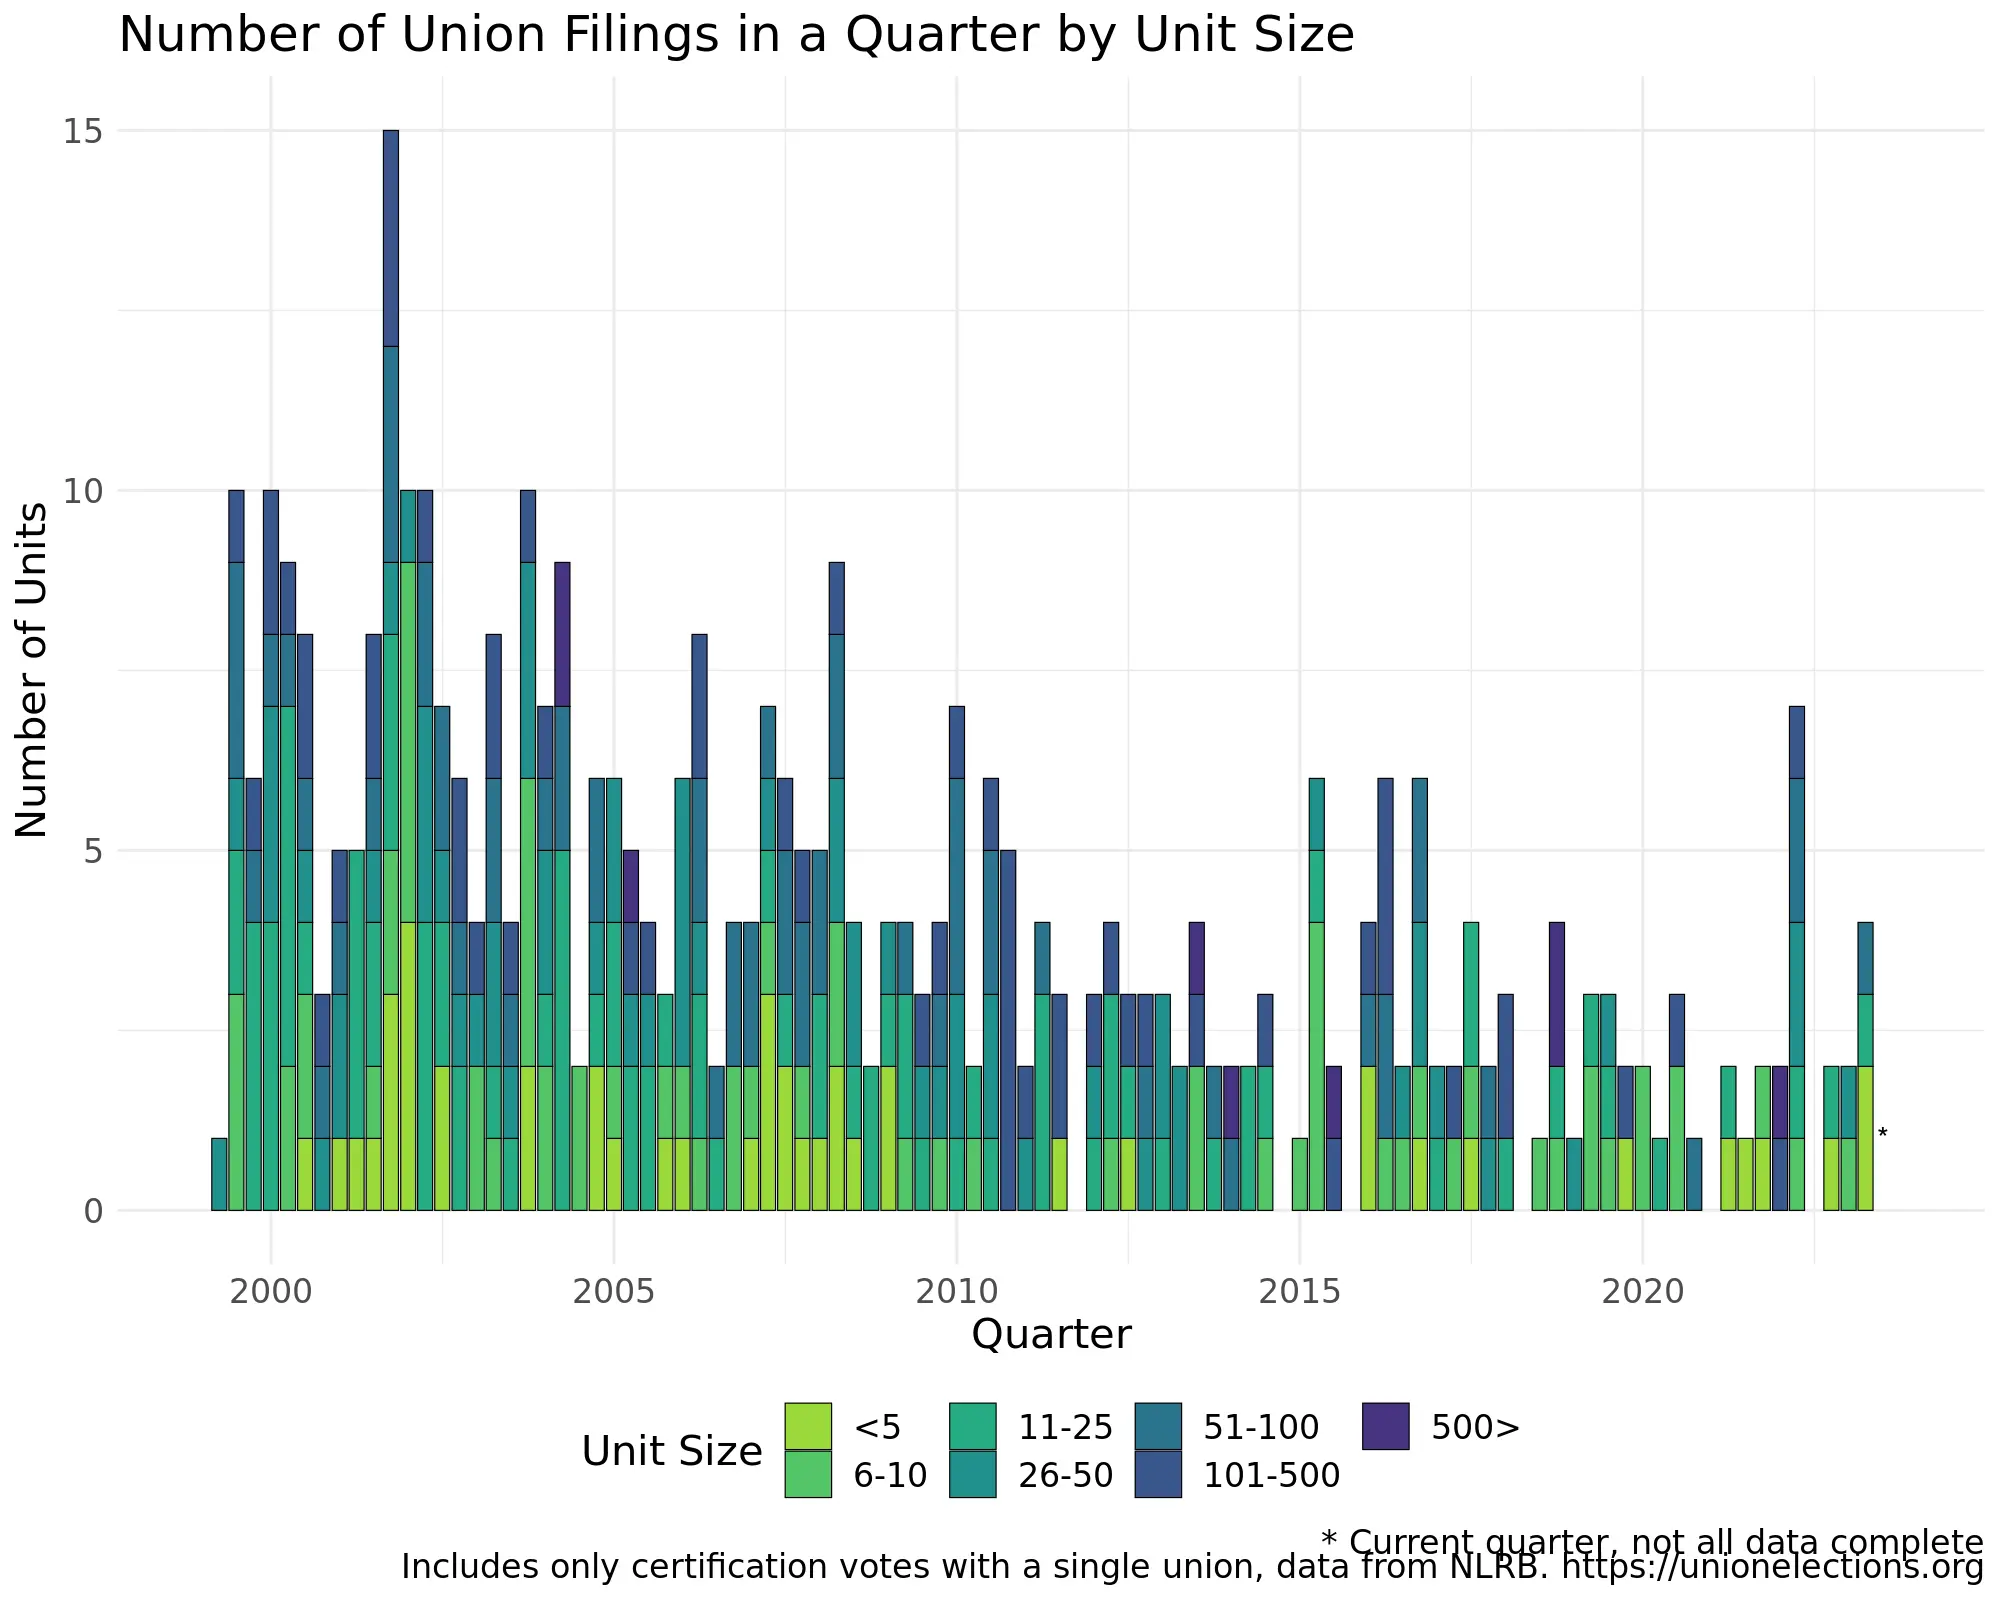 Number of Union Filings in a Quarter by Unit Size
Number of Units
15
10
5
0
2000 2005 2010 2015 2020
*
Quarter
Unit Size
<5 11-25 51-100 500>
6-10 26-50 101-500
* Current quarter, not all data complete
Includes only certification votes with a single union, data from NLRB. https://unionelections.org